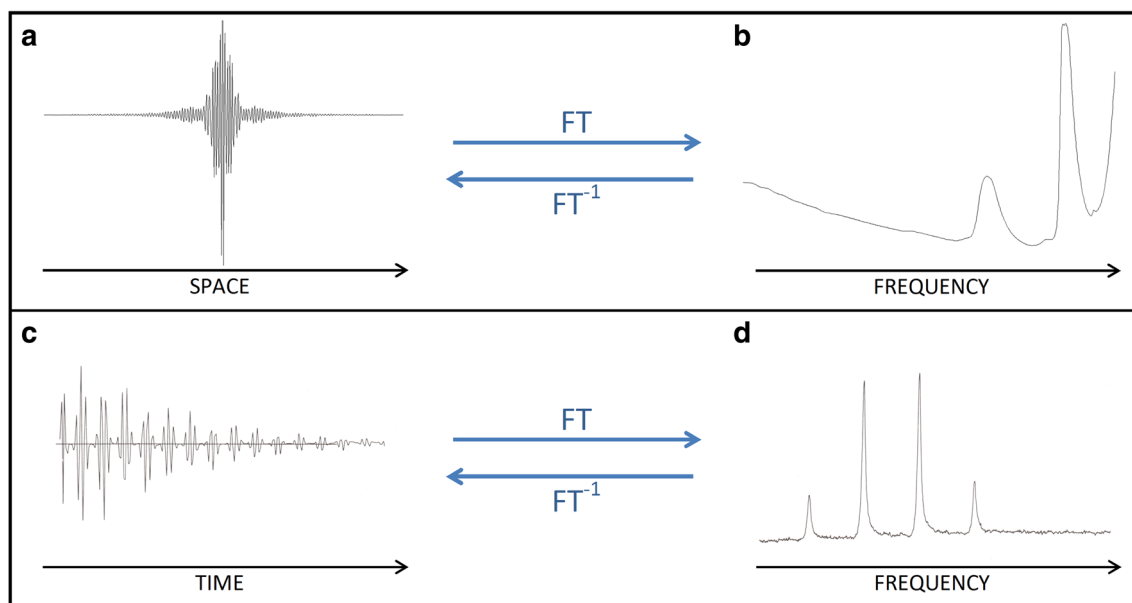 a
b
FT
FT⁻¹
SPACE
FREQUENCY
c
d
FT
FT⁻¹
TIME
FREQUENCY